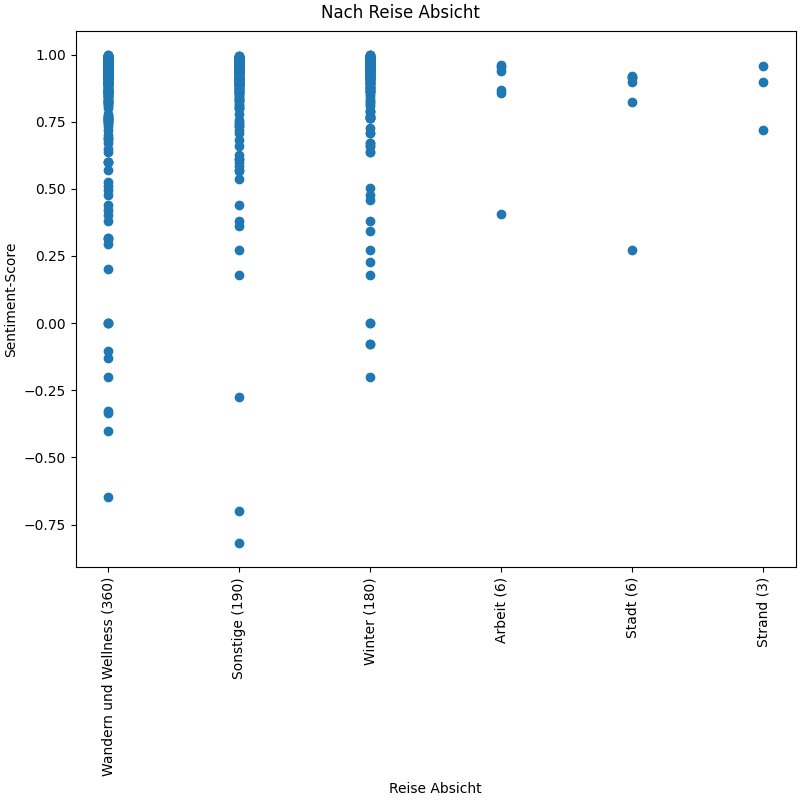 Nach Reise Absicht
Sentiment-Score
1.00
0.75
0.50
0.25
0.00
−0.25
−0.50
−0.75
Wandern und Wellness (360)
Sonstige (190)
Winter (180)
Arbeit (6)
Stadt (6)
Strand (3)
Reise Absicht